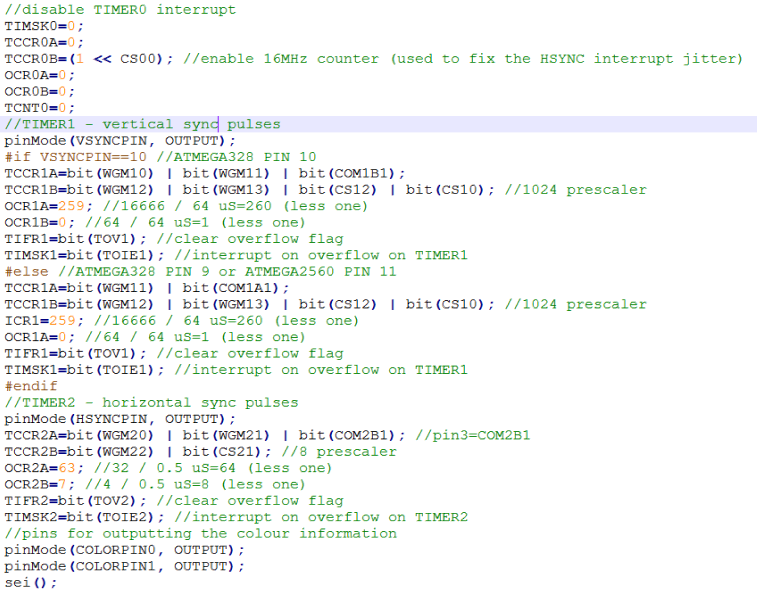 //disable TIMER0 interrupt
TIMSK0=0;
TCCR0A=0;
TCCR0B=(1 << CS00); //enable 16MHz counter (used to fix the HSYNC interrupt jitter)
OCR0A=0;
OCR0B=0;
TCNT0=0;
//TIMER1 - vertical sync pulses
pinMode(VSYNCPIN, OUTPUT);
#if VSYNCPIN==10 //ATMEGA328 PIN 10
TCCR1A=bit(WGM10) | bit(WGM11) | bit(COM1B1);
TCCR1B=bit(WGM12) | bit(WGM13) | bit(CS12) | bit(CS10); //1024 prescaler
OCR1A=259; //16666 / 64 uS=260 (less one)
OCR1B=0; //64 / 64 uS=1 (less one)
TIFR1=bit(TOV1); //clear overflow flag
TIMSK1=bit(TOIE1); //interrupt on overflow on TIMER1
#else //ATMEGA328 PIN 9 or ATMEGA2560 PIN 11
TCCR1A=bit(WGM11) | bit(COM1A1);
TCCR1B=bit(WGM12) | bit(WGM13) | bit(CS12) | bit(CS10); //1024 prescaler
ICR1=259; //16666 / 64 uS=260 (less one)
OCR1A=0; //64 / 64 uS=1 (less one)
TIFR1=bit(TOV1); //clear overflow flag
TIMSK1=bit(TOIE1); //interrupt on overflow on TIMER1
#endif
//TIMER2 - horizontal sync pulses
pinMode(HSYNCPIN, OUTPUT);
TCCR2A=bit(WGM20) | bit(WGM21) | bit(COM2B1); //pin3=COM2B1
TCCR2B=bit(WGM22) | bit(CS21); //8 prescaler
OCR2A=63; //32 / 0.5 uS=64 (less one)
OCR2B=7; //4 / 0.5 uS=8 (less one)
TIFR2=bit(TOV2); //clear overflow flag
TIMSK2=bit(TOIE2); //interrupt on overflow on TIMER2
//pins for outputting the colour information
pinMode(COLORPIN0, OUTPUT);
pinMode(COLORPIN1, OUTPUT);
sei();